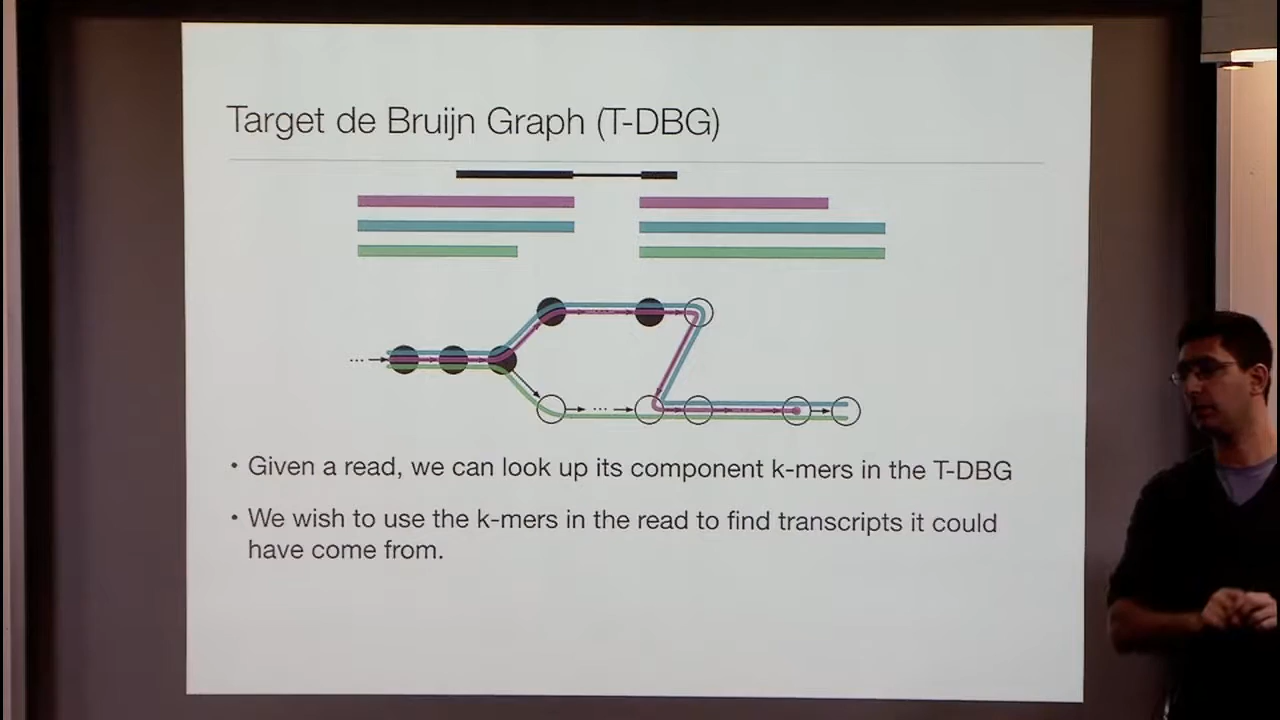 Target de Bruijn Graph (T-DBG)
...
...
• Given a read, we can look up its component k-mers in the T-DBG
• We wish to use the k-mers in the read to find transcripts it could
have come from.